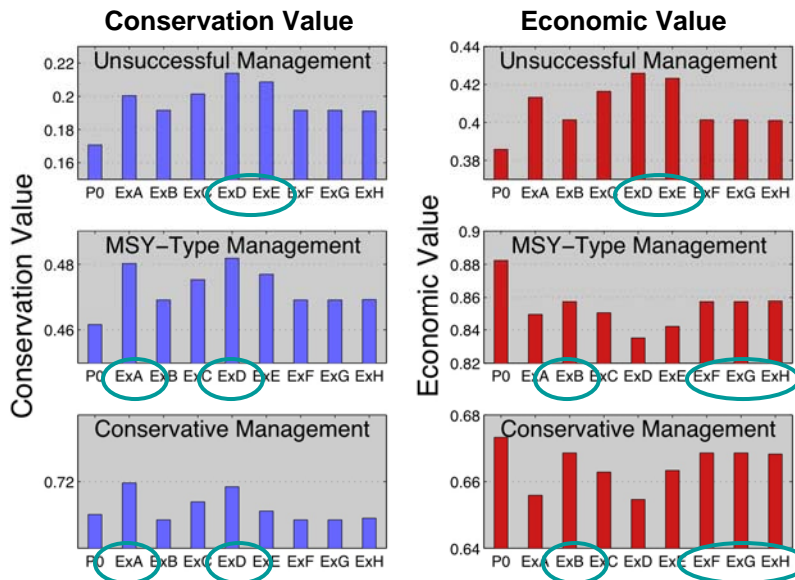 Conservation Value
Economic Value
Unsuccessful Management
0.22
0.2
0.18
0.16
P0 ExA ExB ExC ExD ExE ExF ExG ExH
Unsuccessful Management
0.44
0.42
0.4
0.38
P0 ExA ExB ExC ExD ExE ExF ExG ExH
Conservation Value
MSY-Type Management
0.48
0.46
P0 ExA ExB ExC ExD ExE ExF ExG ExH
Economic Value
MSY-Type Management
0.9
0.88
0.86
0.84
0.82
P0 ExA ExB ExC ExD ExE ExF ExG ExH
Conservative Management
0.72
P0 ExA ExB ExC ExD ExE ExF ExG ExH
Conservative Management
0.68
0.66
0.64
P0 ExA ExB ExC ExD ExE ExF ExG ExH